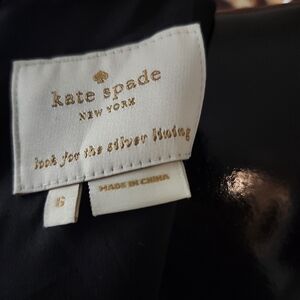 kate spade
NEW YORK
look for the silver lining
6
MADE IN CHINA